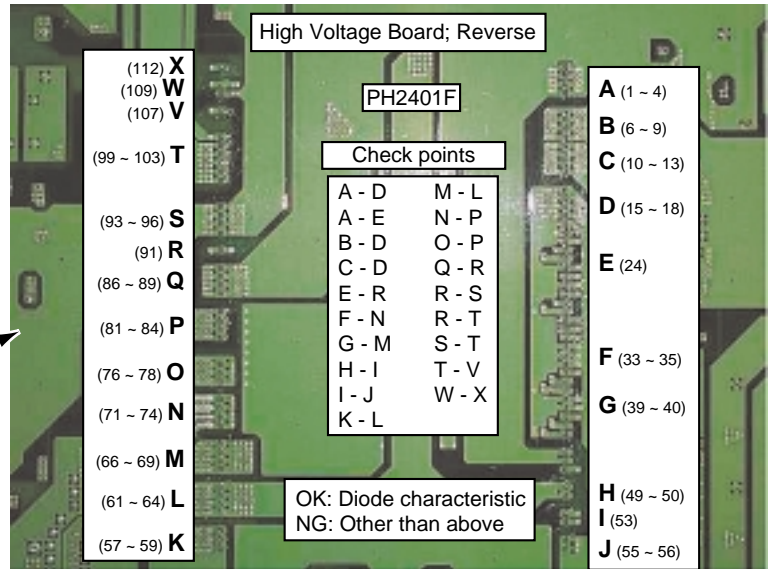 High Voltage Board; Reverse
PH2401F
(112) X
(109) W
(107) V
(99 ~ 103) T
(93 ~ 96) S
(91) R
(86 ~ 89) Q
(81 ~ 84) P
(76 ~ 78) O
(71 ~ 74) N
(66 ~ 69) M
(61 ~ 64) L
(57 ~ 59) K
Check points
A - D M - L
A - E N - P
B - D O - P
C - D Q - R
E - R R - S
F - N R - T
G - M S - T
H - I T - V
I - J W - X
K - L
OK: Diode characteristic
NG: Other than above
A (1 ~ 4)
B (6 ~ 9)
C (10 ~ 13)
D (15 ~ 18)
E (24)
F (33 ~ 35)
G (39 ~ 40)
H (49 ~ 50)
I (53)
J (55 ~ 56)